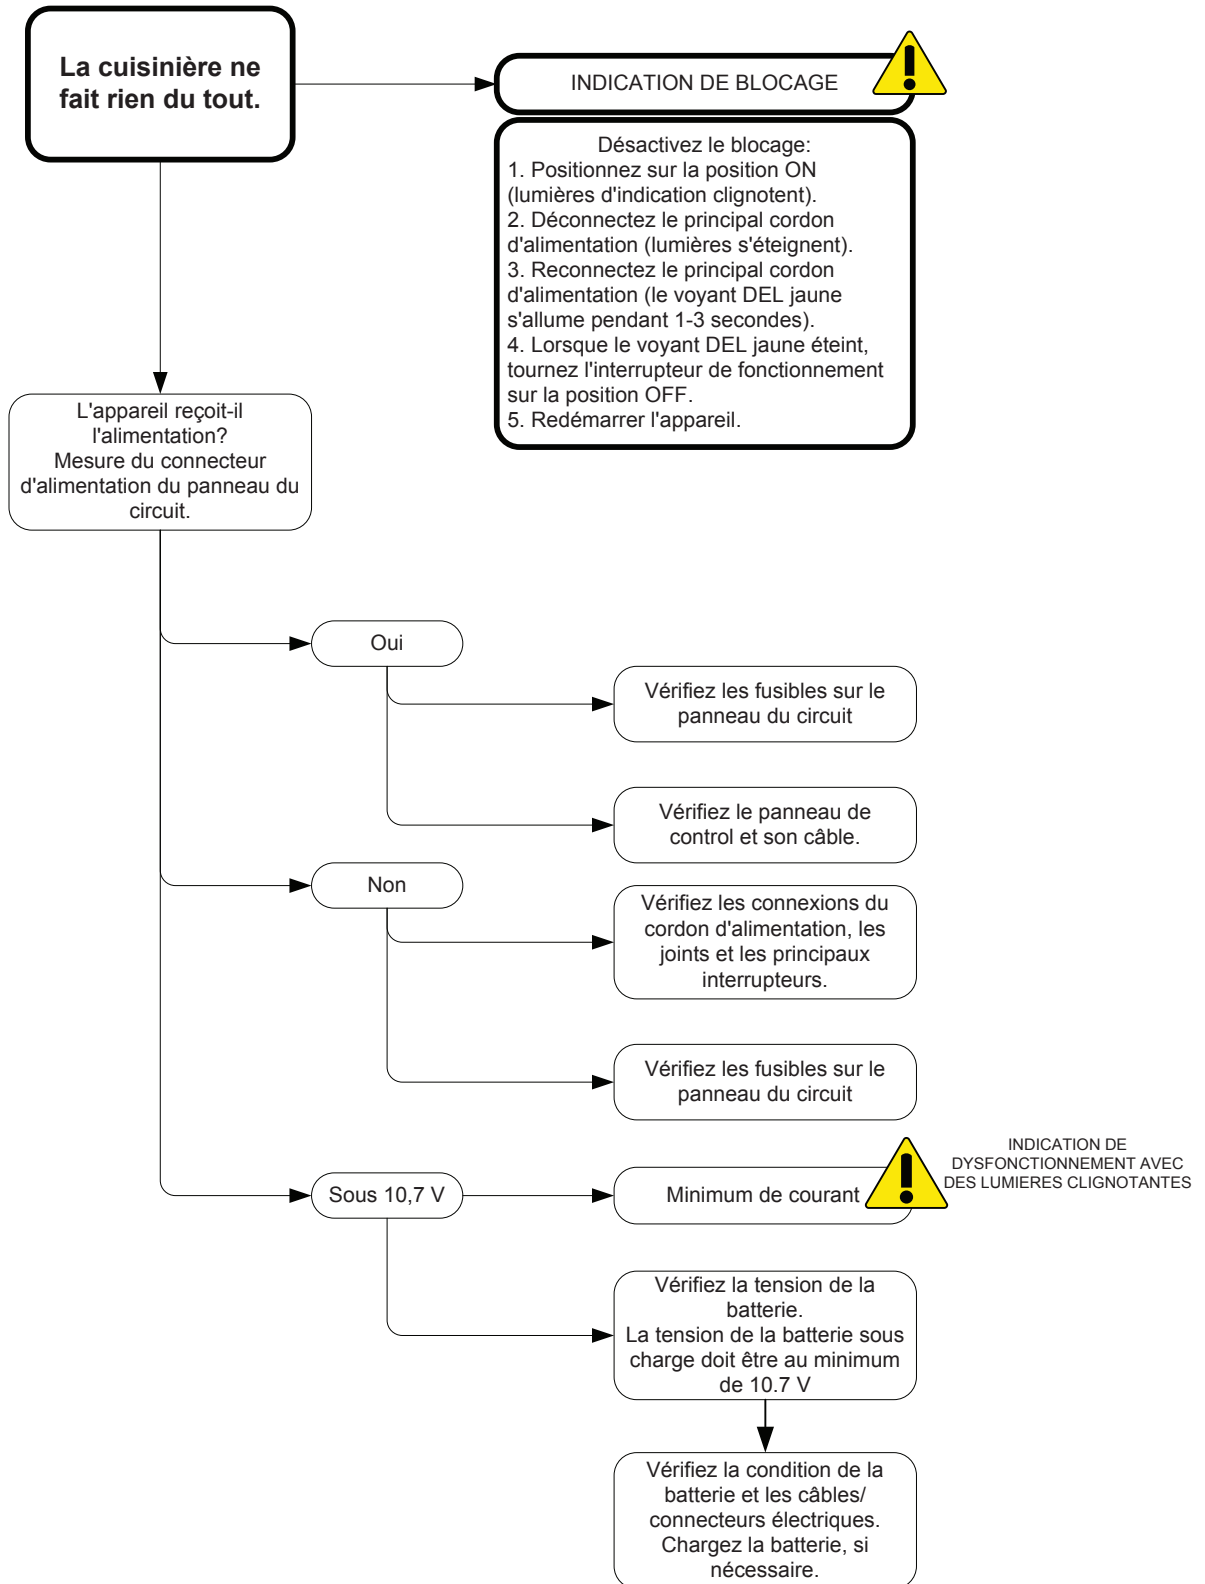 La cuisinière ne
fait rien du tout.
INDICATION DE BLOCAGE
Désactivez le blocage:
1. Positionnez sur la position ON
(lumières d'indication clignotent).
2. Déconnectez le principal cordon
d'alimentation (lumières s'éteignent).
3. Reconnectez le principal cordon
d'alimentation (le voyant DEL jaune
s'allume pendant 1-3 secondes).
4. Lorsque le voyant DEL jaune éteint,
tournez l'interrupteur de fonctionnement
sur la position OFF.
5. Redémarrer l'appareil.
L'appareil reçoit-il
l'alimentation?
Mesure du connecteur
d'alimentation du panneau du
circuit.
Oui
Vérifiez les fusibles sur le
panneau du circuit
Vérifiez le panneau de
control et son câble.
Non
Vérifiez les connexions du
cordon d'alimentation, les
joints et les principaux
interrupteurs.
Vérifiez les fusibles sur le
panneau du circuit
Sous 10,7 V
Minimum de courant
INDICATION DE
DYSFONCTIONNEMENT AVEC
DES LUMIERES CLIGNOTANTES
Vérifiez la tension de la
batterie.
La tension de la batterie sous
charge doit être au minimum
de 10.7 V
Vérifiez la condition de la
batterie et les câbles/
connecteurs électriques.
Chargez la batterie, si
nécessaire.